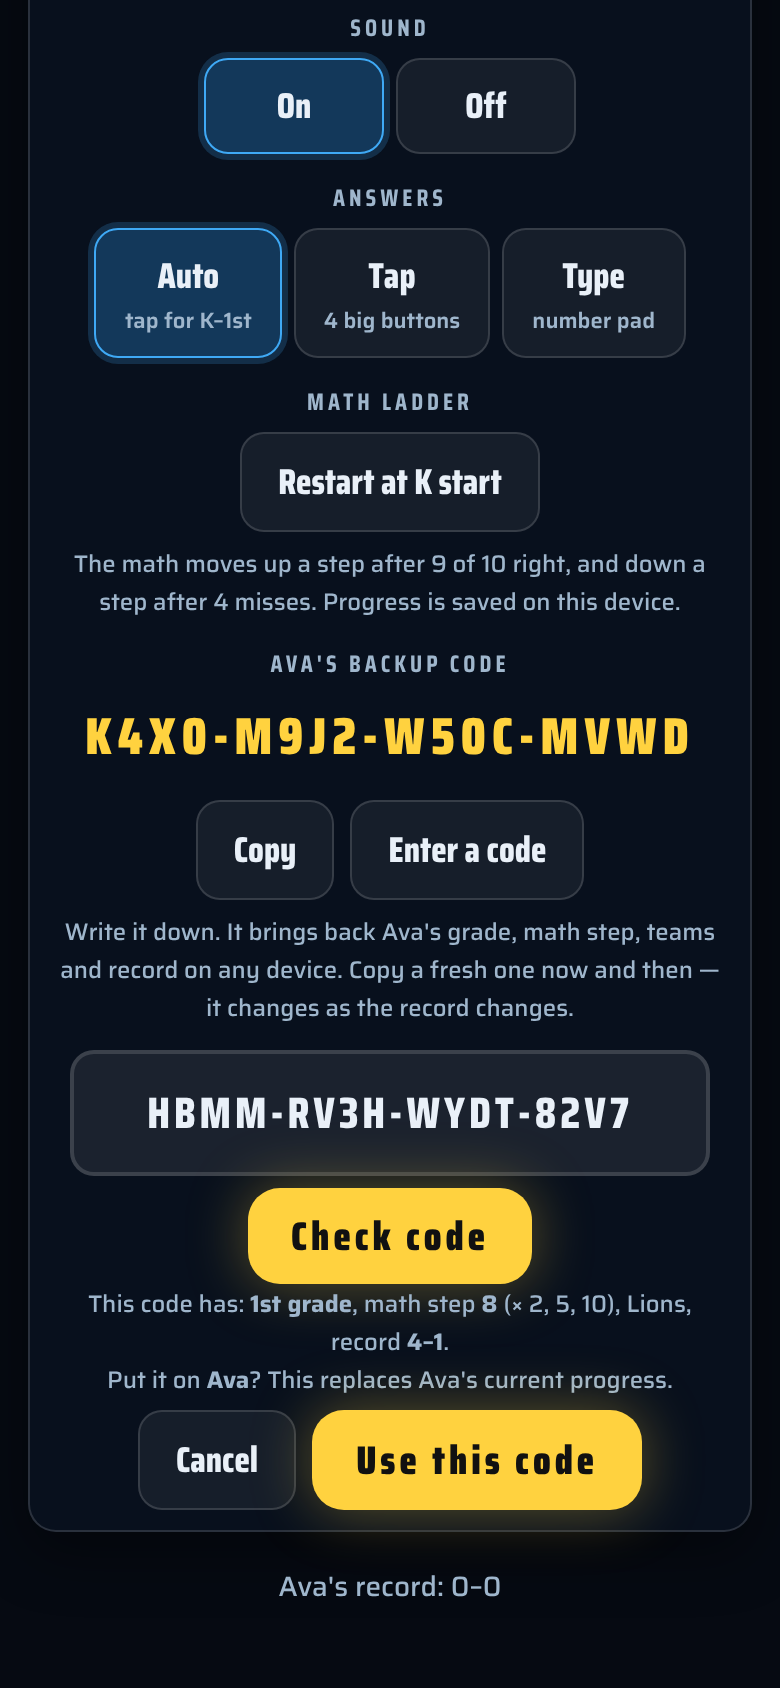 SOUND
On Off
ANSWERS
Auto Tap Type
tap for K–1st 4 big buttons number pad
MATH LADDER
Restart at K start
The math moves up a step after 9 of 10 right, and down a
step after 4 misses. Progress is saved on this device.
AVA'S BACKUP CODE
K4X0-M9J2-W50C-MVWD
Copy Enter a code
Write it down. It brings back Ava's grade, math step, teams
and record on any device. Copy a fresh one now and then —
it changes as the record changes.
HBMM-RV3H-WYDT-82V7
Check code
This code has: 1st grade, math step 8 (× 2, 5, 10), Lions,
record 4–1.
Put it on Ava? This replaces Ava's current progress.
Cancel Use this code
Ava's record: 0–0